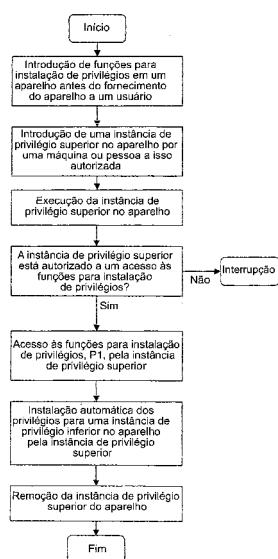 Início
Introdução de funções para
instalação de privilégios em um
aparelho antes do fornecimento
do aparelho a um usuário
Introdução de uma instância de
privilégio superior no aparelho por
uma máquina ou pessoa a isso
autorizada
Execução da instância de
privilégio superior no aparelho
A instância de privilégio superior
está autorizado a um acesso às
funções para instalação
de privilégios?
Não
Interrupção
Sim
Acesso às funções para instalação
de privilégios, P1, pela instância
de privilégio superior
Instalação automática dos
privilégios para uma instância de
privilégio inferior no aparelho
pela instância de privilégio
superior
Remoção da instância de privilégio
superior do aparelho
Fim